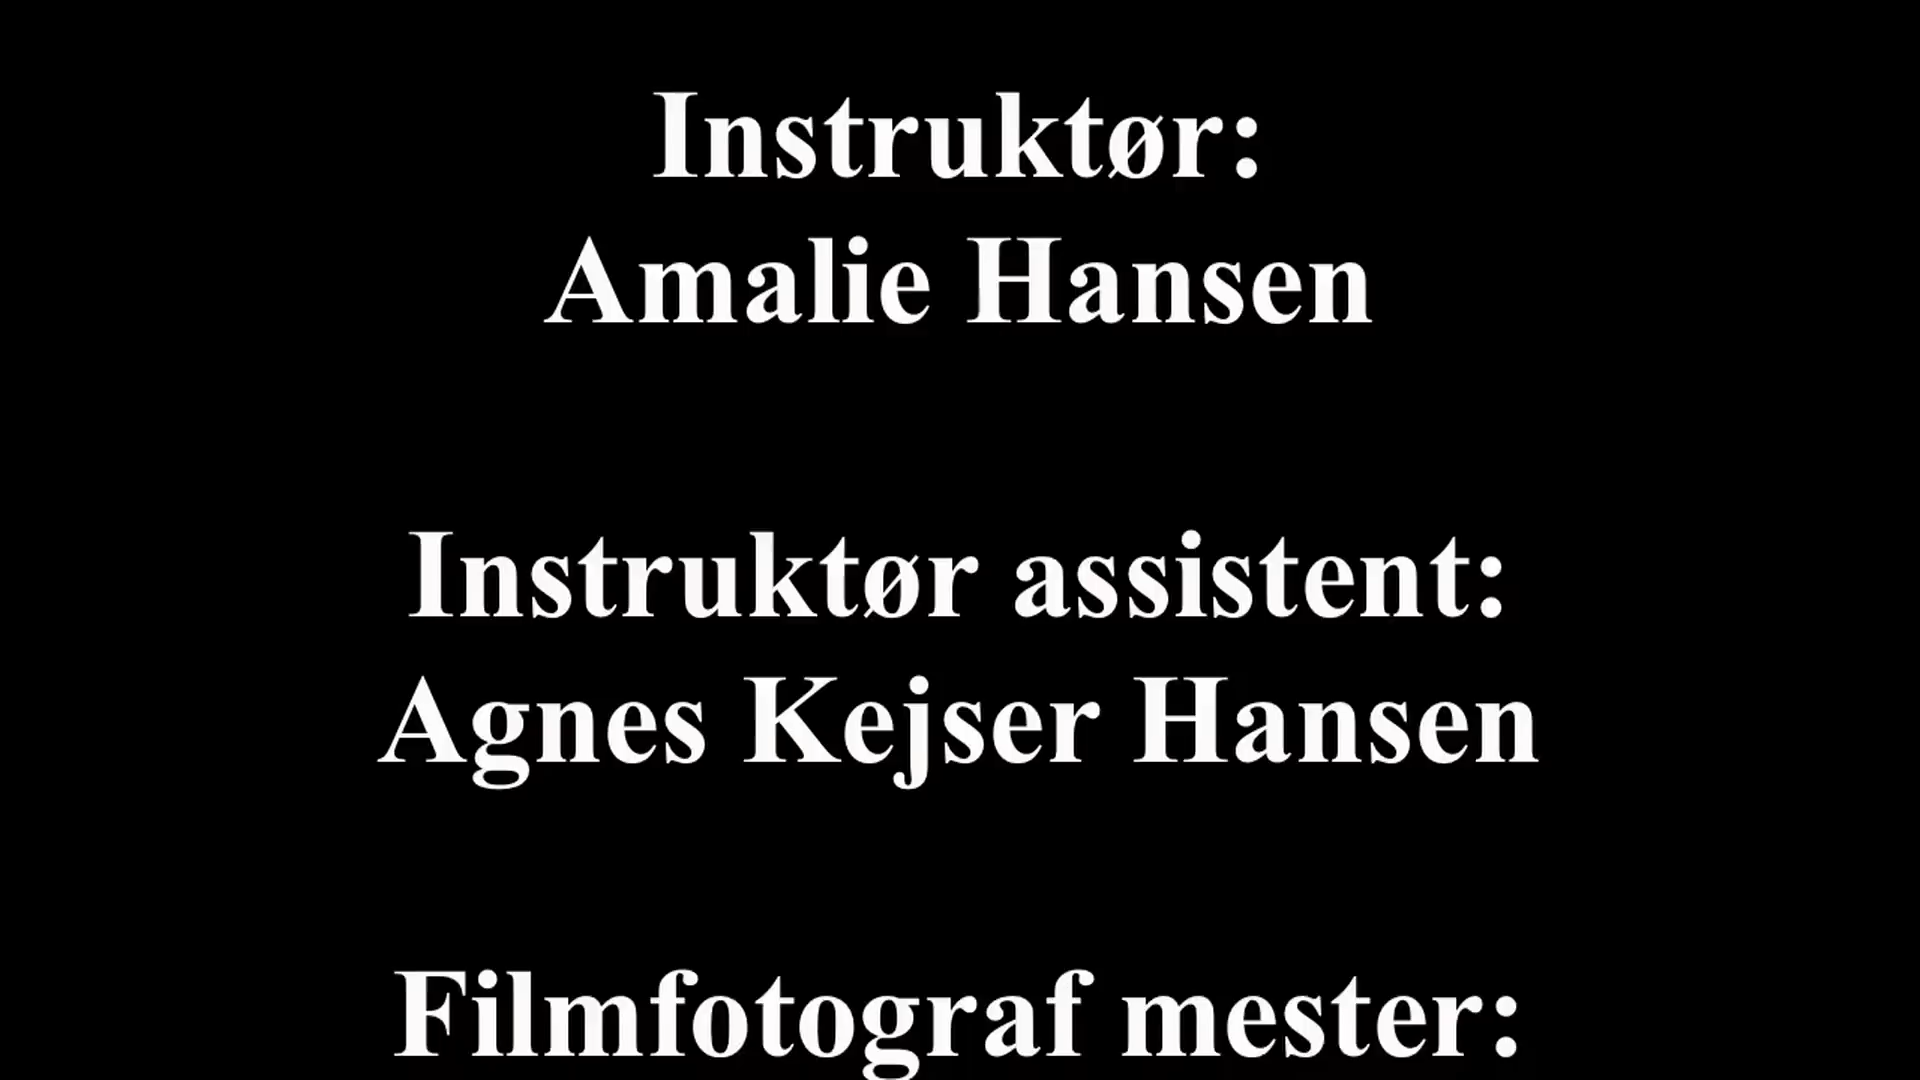 Instruktør:
Amalie Hansen
Instruktør assistent:
Agnes Kejser Hansen
Filmfotograf mester: